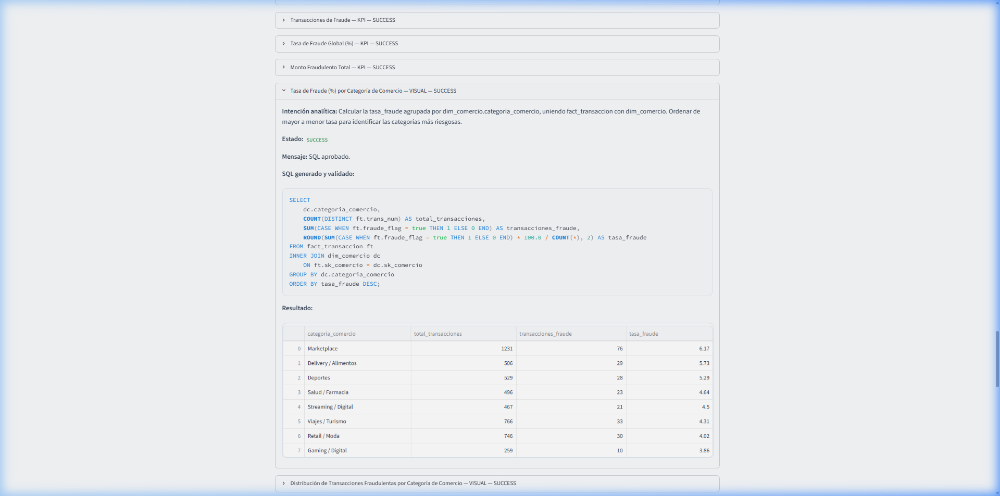 Transacciones de Fraude — KPI — SUCCESS
Tasa de Fraude Global (%) — KPI — SUCCESS
Monto Fraudulento Total — KPI — SUCCESS
Tasa de Fraude (%) por Categoría de Comercio — VISUAL — SUCCESS
Intención analítica: Calcular la tasa_fraude agrupada por dim_comercio.categoria_comercio, uniendo fact_transaccion con dim_comercio. Ordenar de
mayor a menor tasa para identificar las categorías más riesgosas.
Estado: SUCCESS
Mensaje: SQL aprobado.
SQL generado y validado:
SELECT
    dc.categoria_comercio,
    COUNT(DISTINCT ft.trans_num) AS total_transacciones,
    SUM(CASE WHEN ft.fraude_flag = true THEN 1 ELSE 0 END) AS transacciones_fraude,
    ROUND(SUM(CASE WHEN ft.fraude_flag = true THEN 1 ELSE 0 END) * 100.0 / COUNT(*), 2) AS tasa_fraude
FROM fact_transaccion ft
INNER JOIN dim_comercio dc
    ON ft.sk_comercio = dc.sk_comercio
GROUP BY dc.categoria_comercio
ORDER BY tasa_fraude DESC;
Resultado:
categoria_comercio total_transacciones transacciones_fraude tasa_fraude
0 Marketplace 1231 76 6.17
1 Delivery / Alimentos 506 29 5.73
2 Deportes 529 28 5.29
3 Salud / Farmacia 496 23 4.64
4 Streaming / Digital 467 21 4.5
5 Viajes / Turismo 766 33 4.31
6 Retail / Moda 746 30 4.02
7 Gaming / Digital 259 10 3.86
Distribución de Transacciones Fraudulentas por Categoría de Comercio — VISUAL — SUCCESS